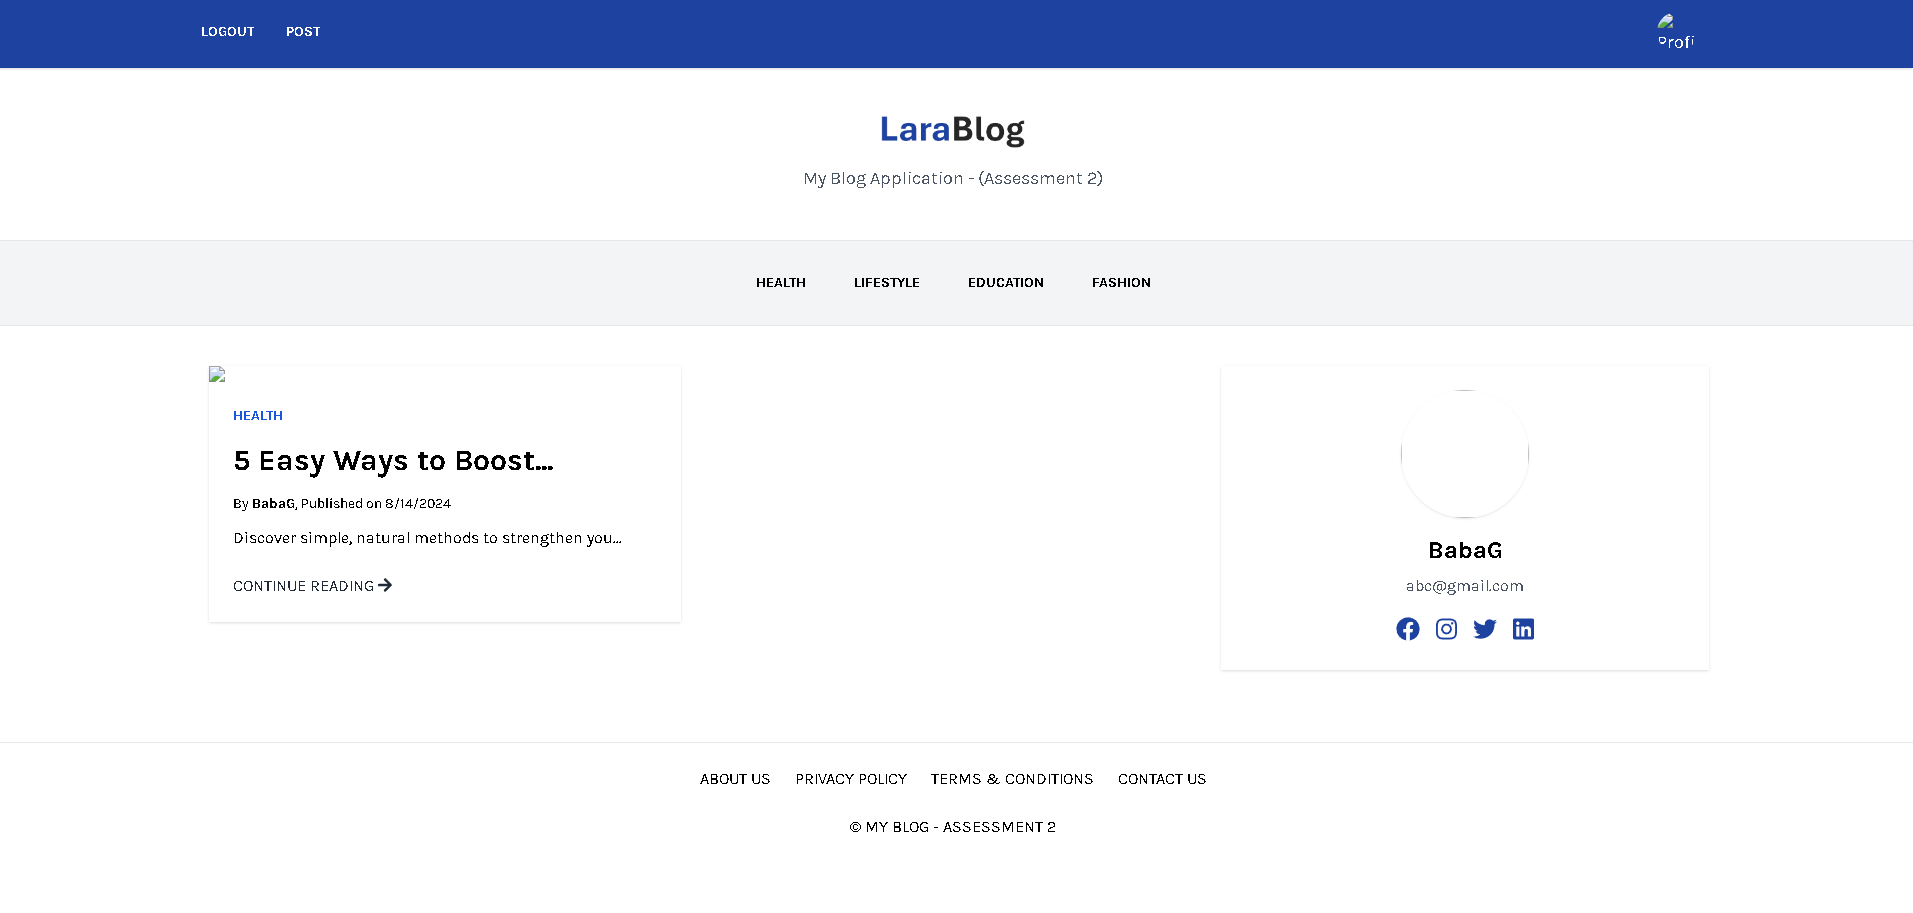 LOGOUT POST
Profi
LaraBlog
My Blog Application - (Assessment 2)
HEALTH LIFESTYLE EDUCATION FASHION
HEALTH
5 Easy Ways to Boost...
By BabaG, Published on 8/14/2024
Discover simple, natural methods to strengthen you...
CONTINUE READING
BabaG
abc@gmail.com
ABOUT US PRIVACY POLICY TERMS & CONDITIONS CONTACT US
© MY BLOG - ASSESSMENT 2